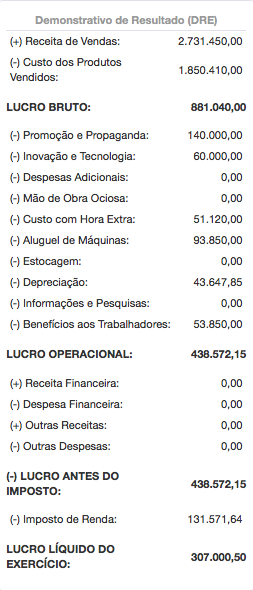 Demonstrativo de Resultado (DRE)
(+) Receita de Vendas: 2.731.450,00
(-) Custo dos Produtos
Vendidos: 1.850.410,00
LUCRO BRUTO: 881.040,00
(-) Promoção e Propaganda: 140.000,00
(-) Inovação e Tecnologia: 60.000,00
(-) Despesas Adicionais: 0,00
(-) Mão de Obra Ociosa: 0,00
(-) Custo com Hora Extra: 51.120,00
(-) Aluguel de Máquinas: 93.850,00
(-) Estocagem: 0,00
(-) Depreciação: 43.647,85
(-) Informações e Pesquisas: 0,00
(-) Benefícios aos Trabalhadores: 53.850,00
LUCRO OPERACIONAL: 438.572,15
(+) Receita Financeira: 0,00
(-) Despesa Financeira: 0,00
(+) Outras Receitas: 0,00
(-) Outras Despesas: 0,00
(-) LUCRO ANTES DO
IMPOSTO: 438.572,15
(-) Imposto de Renda: 131.571,64
LUCRO LÍQUIDO DO
EXERCÍCIO: 307.000,50